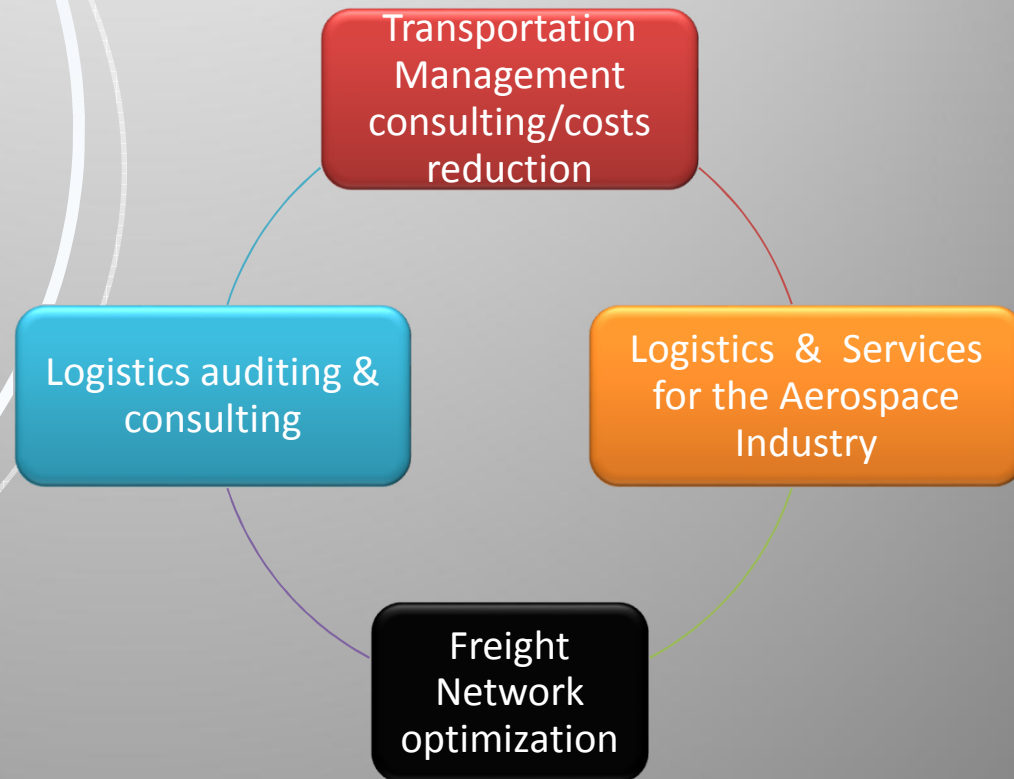 Transportation
Management
consulting/costs
reduction
Logistics auditing &
consulting
Logistics & Services
for the Aerospace
Industry
Freight
Network
optimization